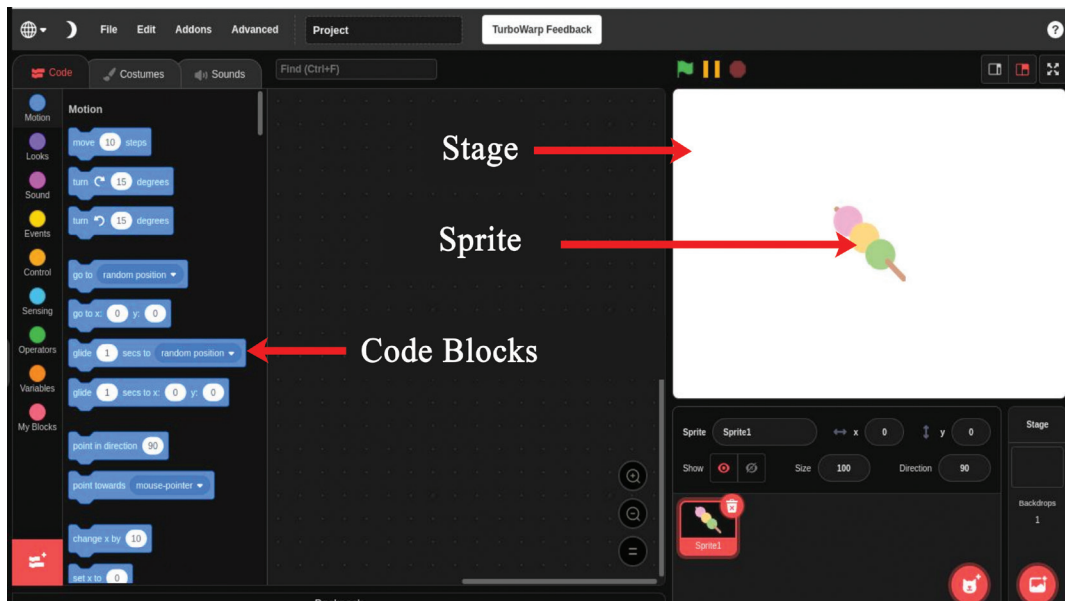 File Edit Addons Advanced Project TurboWarp Feedback ?
Code Costumes Sounds Find (Ctrl+F)
Motion
Looks
Sound
Events
Control
Sensing
Operators
Variables
My Blocks
Motion
move 10 steps
turn 15 degrees
turn 15 degrees
go to random position
go to x: 0 y: 0
glide 1 secs to random position
glide 1 secs to x: 0 y: 0
point in direction 90
point towards mouse-pointer
change x by 10
set x to 0
Stage
Sprite
Code Blocks
Sprite Sprite1 x 0 y 0
Show Size 100 Direction 90
Sprite1
Stage
Backdrops
1